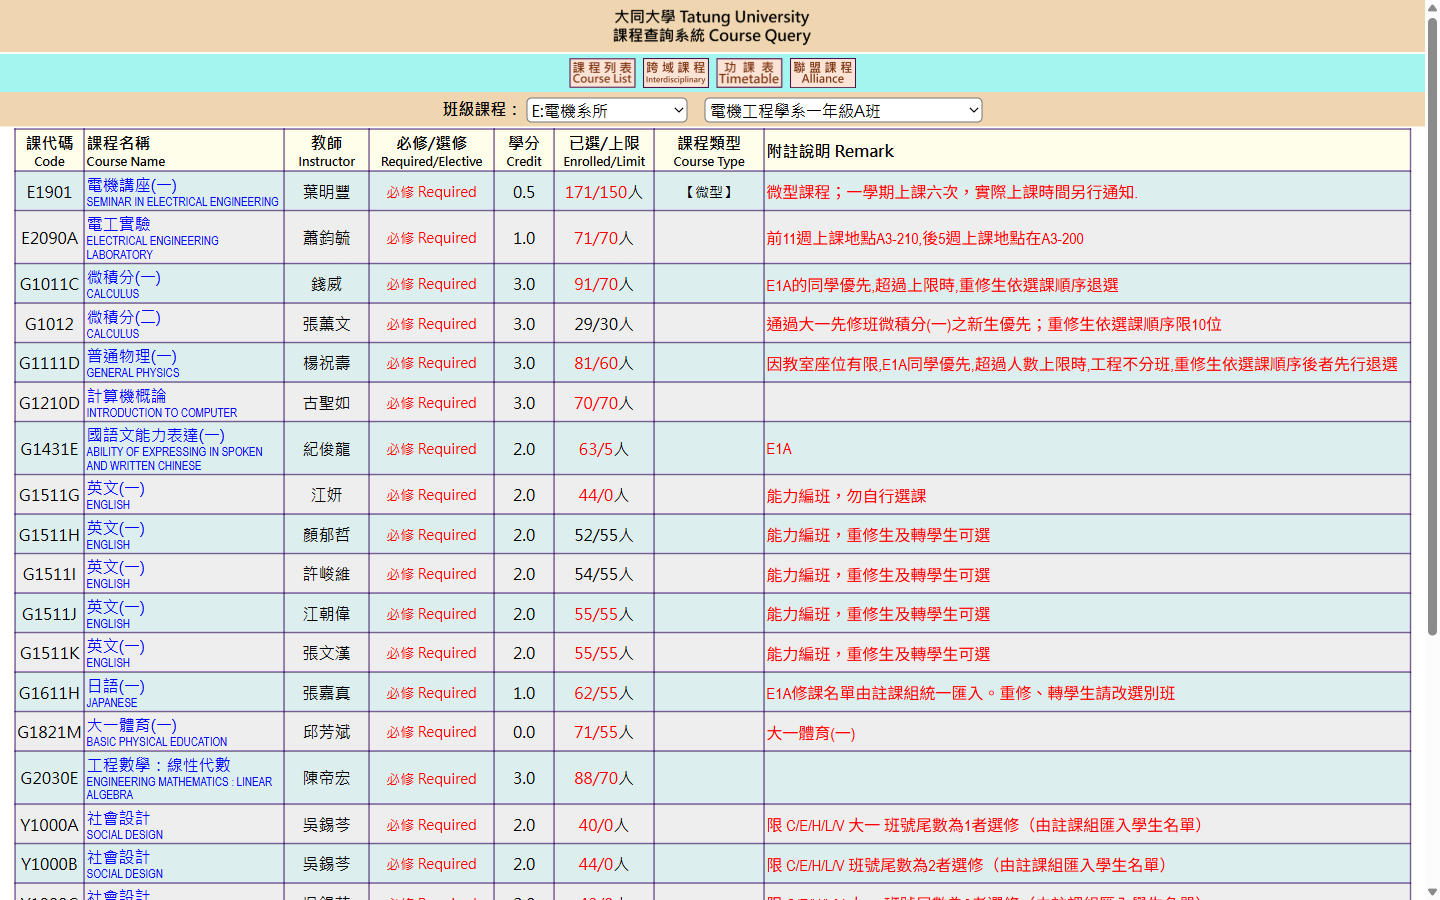 大同大學 Tatung University
課程查詢系統 Course Query
課程列表 跨域課程 功課表 聯盟課程
Course List Interdisciplinary Timetable Alliance
班級課程： E:電機系所 電機工程學系一年級A班
課代碼 課程名稱 教師 必修/選修 學分 已選/上限 課程類型 附註說明 Remark
Code Course Name Instructor Required/Elective Credit Enrolled/Limit Course Type
E1901 電機講座(一) 葉明豐 必修 Required 0.5 171/150人 【微型】 微型課程；一學期上課六次，實際上課時間另行通知.
SEMINAR IN ELECTRICAL ENGINEERING
E2090A 電工實驗 蕭鈞毓 必修 Required 1.0 71/70人 前11週上課地點A3-210,後5週上課地點在A3-200
ELECTRICAL ENGINEERING
LABORATORY
G1011C 微積分(一) 錢威 必修 Required 3.0 91/70人 E1A的同學優先,超過上限時,重修生依選課順序退選
CALCULUS
G1012 微積分(二) 張薰文 必修 Required 3.0 29/30人 通過大一先修班微積分(一)之新生優先；重修生依選課順序限10位
CALCULUS
G1111D 普通物理(一) 楊祝壽 必修 Required 3.0 81/60人 因教室座位有限,E1A同學優先,超過人數上限時,工程不分班,重修生依選課順序後者先行退選
GENERAL PHYSICS
G1210D 計算機概論 古聖如 必修 Required 3.0 70/70人
INTRODUCTION TO COMPUTER
G1431E 國語文能力表達(一) 紀俊龍 必修 Required 2.0 63/5人 E1A
ABILITY OF EXPRESSING IN SPOKEN
AND WRITTEN CHINESE
G1511G 英文(一) 江妍 必修 Required 2.0 44/0人 能力編班，勿自行選課
ENGLISH
G1511H 英文(一) 顏郁哲 必修 Required 2.0 52/55人 能力編班，重修生及轉學生可選
ENGLISH
G1511I 英文(一) 許峻維 必修 Required 2.0 54/55人 能力編班，重修生及轉學生可選
ENGLISH
G1511J 英文(一) 江朝偉 必修 Required 2.0 55/55人 能力編班，重修生及轉學生可選
ENGLISH
G1511K 英文(一) 張文漢 必修 Required 2.0 55/55人 能力編班，重修生及轉學生可選
ENGLISH
G1611H 日語(一) 張嘉真 必修 Required 1.0 62/55人 E1A修課名單由註課組統一匯入。重修、轉學生請改選別班
JAPANESE
G1821M 大一體育(一) 邱芳斌 必修 Required 0.0 71/55人 大一體育(一)
BASIC PHYSICAL EDUCATION
G2030E 工程數學：線性代數 陳帝宏 必修 Required 3.0 88/70人
ENGINEERING MATHEMATICS : LINEAR
ALGEBRA
Y1000A 社會設計 吳錫芩 必修 Required 2.0 40/0人 限 C/E/H/L/V 大一 班號尾數為1者選修（由註課組匯入學生名單）
SOCIAL DESIGN
Y1000B 社會設計 吳錫芩 必修 Required 2.0 44/0人 限 C/E/H/L/V 班號尾數為2者選修（由註課組匯入學生名單）
SOCIAL DESIGN